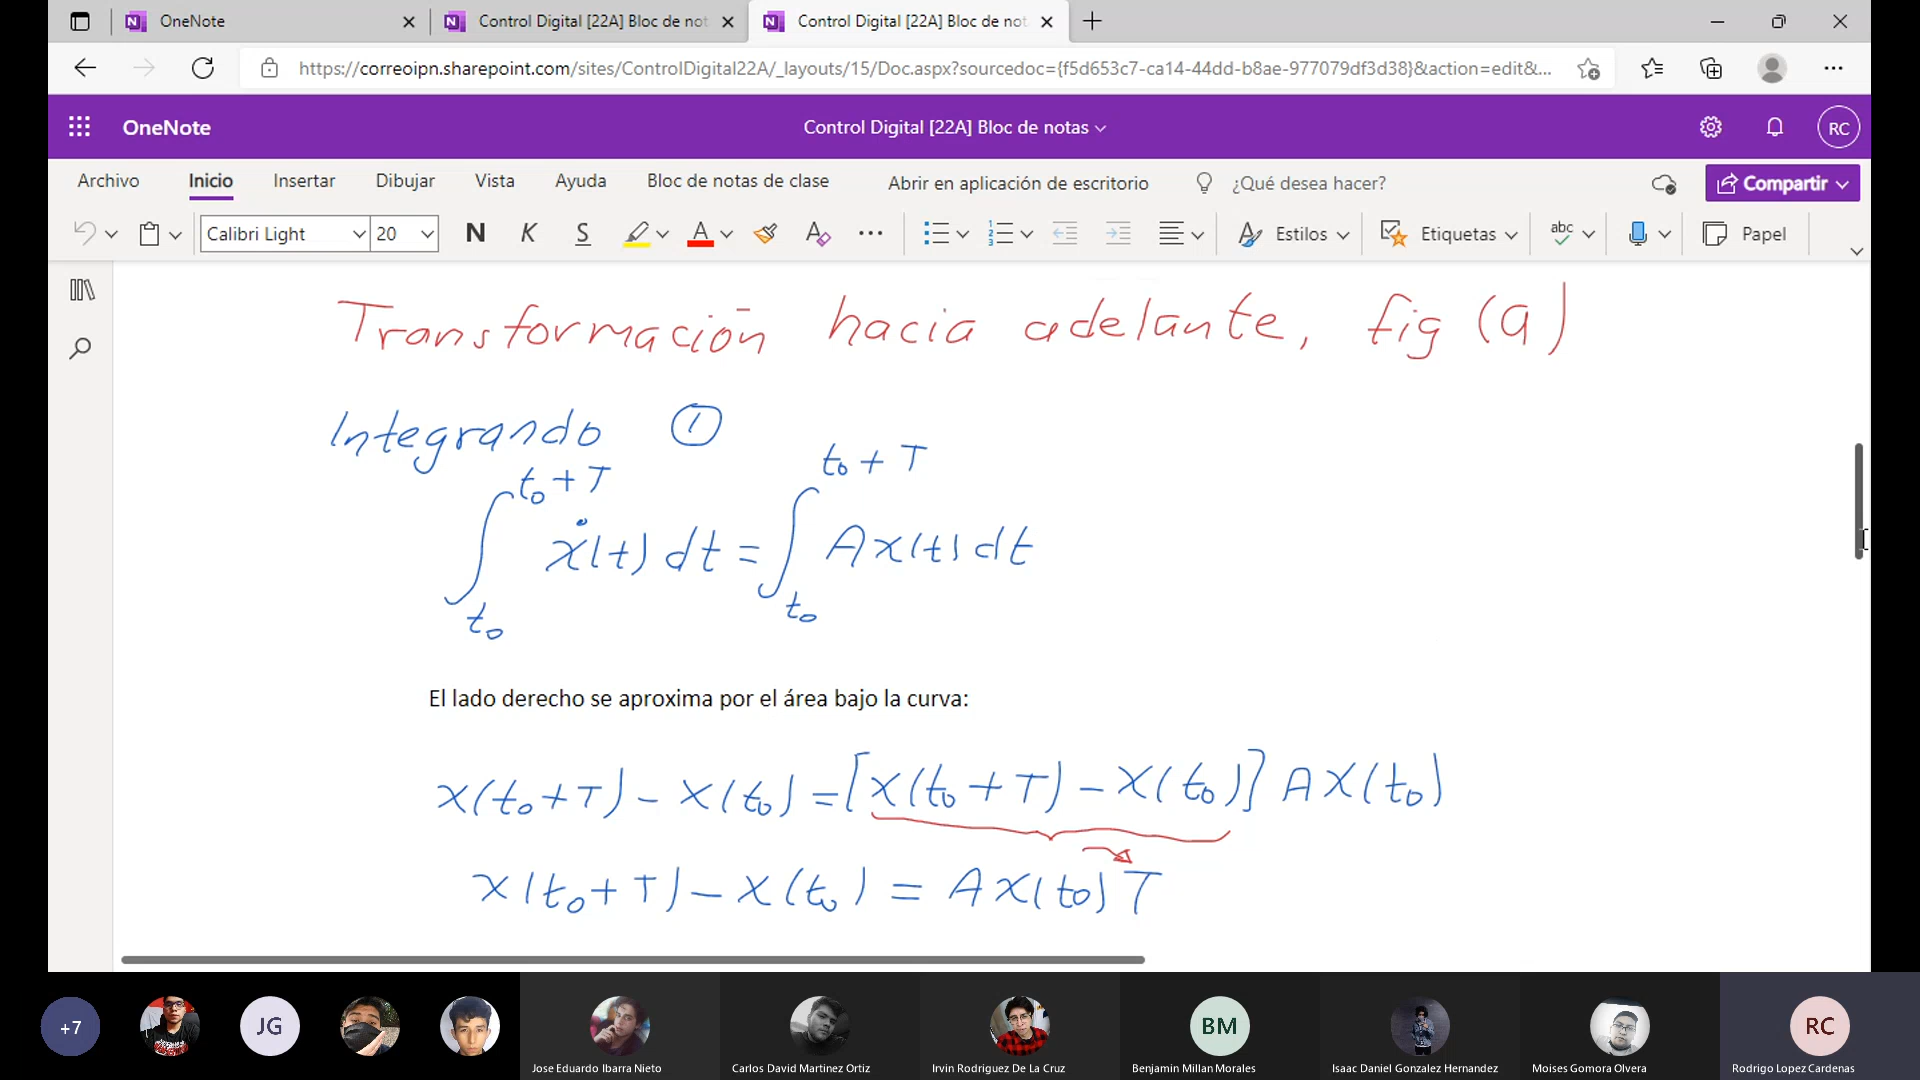 OneNote
Control Digital [22A] Bloc de not
Control Digital [22A] Bloc de not
https://correoipn.sharepoint.com/sites/ControlDigital22A/_layouts/15/Doc.aspx?sourcedoc={f5d653c7-ca14-44dd-b8ae-977079df3d38}&action=edit&...
OneNote
Control Digital [22A] Bloc de notas
RC
Archivo Inicio Insertar Dibujar Vista Ayuda Bloc de notas de clase Abrir en aplicación de escritorio ¿Qué desea hacer? Compartir
Calibri Light 20 N K S A A ... Estilos Etiquetas abc Papel
Transformación hacia adelante, fig (a)
Integrando ①
∫_{t₀}^{t₀+T} ẋ(t) dt = ∫_{t₀}^{t₀+T} A x(t) dt
El lado derecho se aproxima por el área bajo la curva:
x(t₀+T) - x(t₀) = [x(t₀+T) - x(t₀)] A x(t₀)
x(t₀+T) - x(t₀) = A x(t₀) T
+7 JG BM RC
Jose Eduardo Ibarra Nieto
Carlos David Martinez Ortiz
Irvin Rodriguez De La Cruz
Benjamin Millan Morales
Isaac Daniel Gonzalez Hernandez
Moises Gomora Olvera
Rodrigo Lopez Cardenas